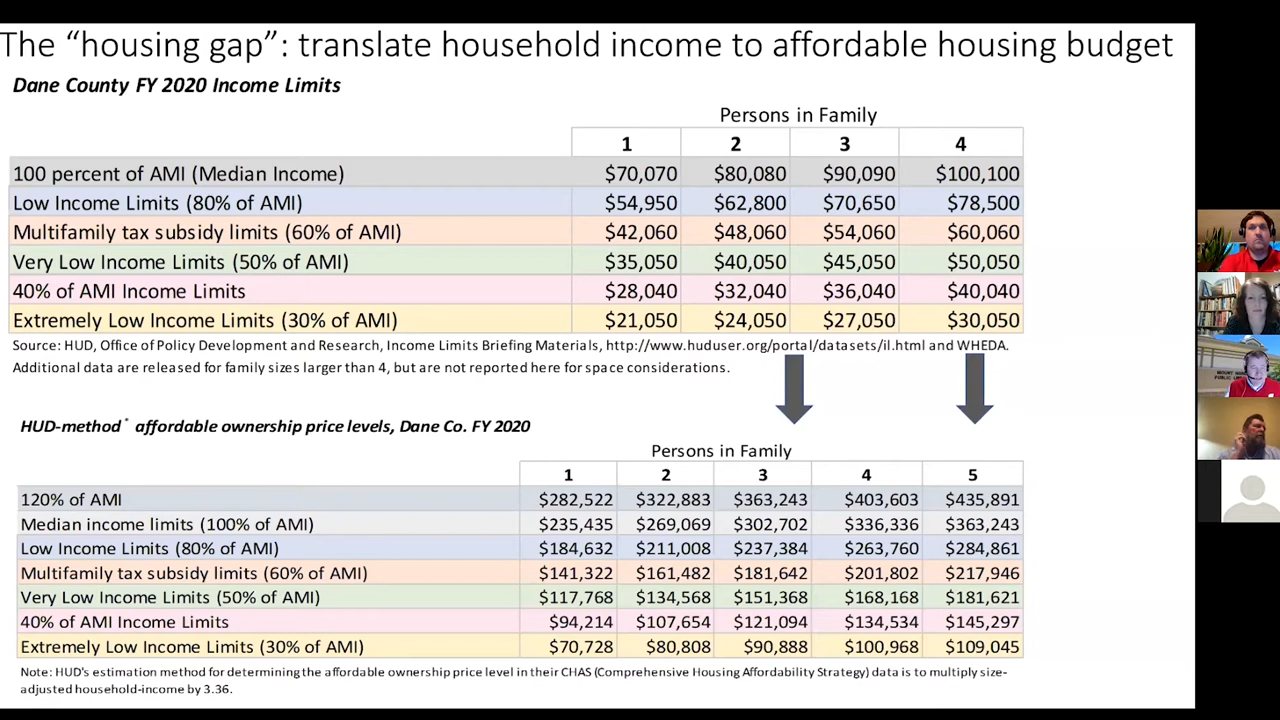 The “housing gap”: translate household income to affordable housing budget
Dane County FY 2020 Income Limits
Persons in Family
1 2 3 4
100 percent of AMI (Median Income) $70,070 $80,080 $90,090 $100,100
Low Income Limits (80% of AMI) $54,950 $62,800 $70,650 $78,500
Multifamily tax subsidy limits (60% of AMI) $42,060 $48,060 $54,060 $60,060
Very Low Income Limits (50% of AMI) $35,050 $40,050 $45,050 $50,050
40% of AMI Income Limits $28,040 $32,040 $36,040 $40,040
Extremely Low Income Limits (30% of AMI) $21,050 $24,050 $27,050 $30,050
Source: HUD, Office of Policy Development and Research, Income Limits Briefing Materials, http://www.huduser.org/portal/datasets/il.html and WHEDA.
Additional data are released for family sizes larger than 4, but are not reported here for space considerations.
HUD-method* affordable ownership price levels, Dane Co. FY 2020
Persons in Family
1 2 3 4 5
120% of AMI $282,522 $322,883 $363,243 $403,603 $435,891
Median income limits (100% of AMI) $235,435 $269,069 $302,702 $336,336 $363,243
Low Income Limits (80% of AMI) $184,632 $211,008 $237,384 $263,760 $284,861
Multifamily tax subsidy limits (60% of AMI) $141,322 $161,482 $181,642 $201,802 $217,946
Very Low Income Limits (50% of AMI) $117,768 $134,568 $151,368 $168,168 $181,621
40% of AMI Income Limits $94,214 $107,654 $121,094 $134,534 $145,297
Extremely Low Income Limits (30% of AMI) $70,728 $80,808 $90,888 $100,968 $109,045
Note: HUD's estimation method for determining the affordable ownership price level in their CHAS (Comprehensive Housing Affordability Strategy) data is to multiply size-
adjusted household-income by 3.36.